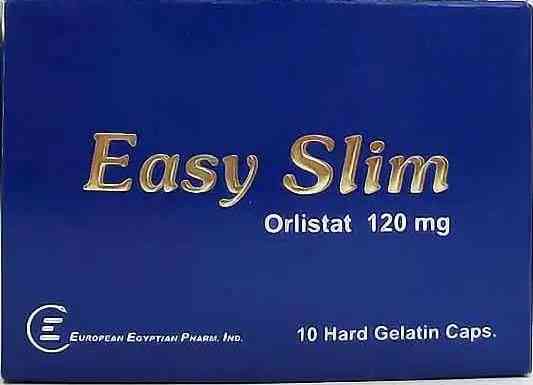 Easy Slim
Orlistat 120 mg
E
EUROPEAN EGYPTIAN PHARM. IND.
10 Hard Gelatin Caps.